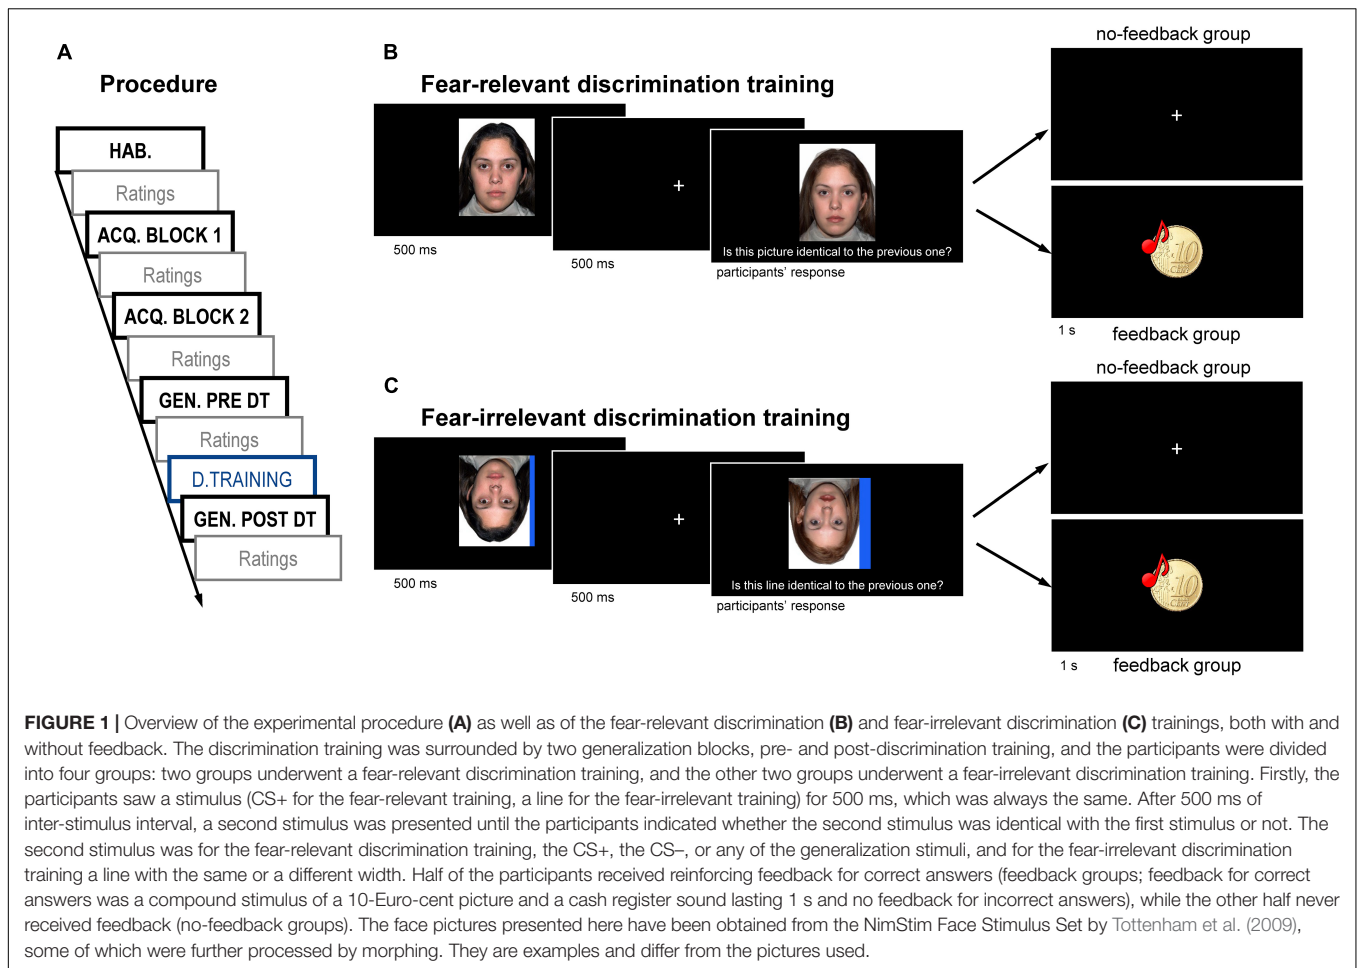 A
Procedure
HAB.
Ratings
ACQ. BLOCK 1
Ratings
ACQ. BLOCK 2
Ratings
GEN. PRE DT
Ratings
D.TRAINING
GEN. POST DT
Ratings
B
Fear-relevant discrimination training
500 ms
+
500 ms
Is this picture identical to the previous one?
participants’ response
no-feedback group
+
10
CENT
1 s
feedback group
C
Fear-irrelevant discrimination training
500 ms
+
500 ms
Is this line identical to the previous one?
participants’ response
no-feedback group
+
10
CENT
1 s
feedback group
FIGURE 1 | Overview of the experimental procedure (A) as well as of the fear-relevant discrimination (B) and fear-irrelevant discrimination (C) trainings, both with and
without feedback. The discrimination training was surrounded by two generalization blocks, pre- and post-discrimination training, and the participants were divided
into four groups: two groups underwent a fear-relevant discrimination training, and the other two groups underwent a fear-irrelevant discrimination training. Firstly, the
participants saw a stimulus (CS+ for the fear-relevant training, a line for the fear-irrelevant training) for 500 ms, which was always the same. After 500 ms of
inter-stimulus interval, a second stimulus was presented until the participants indicated whether the second stimulus was identical with the first stimulus or not. The
second stimulus was for the fear-relevant discrimination training, the CS+, the CS–, or any of the generalization stimuli, and for the fear-irrelevant discrimination
training a line with the same or a different width. Half of the participants received reinforcing feedback for correct answers (feedback groups; feedback for correct
answers was a compound stimulus of a 10-Euro-cent picture and a cash register sound lasting 1 s and no feedback for incorrect answers), while the other half never
received feedback (no-feedback groups). The face pictures presented here have been obtained from the NimStim Face Stimulus Set by Tottenham et al. (2009),
some of which were further processed by morphing. They are examples and differ from the pictures used.